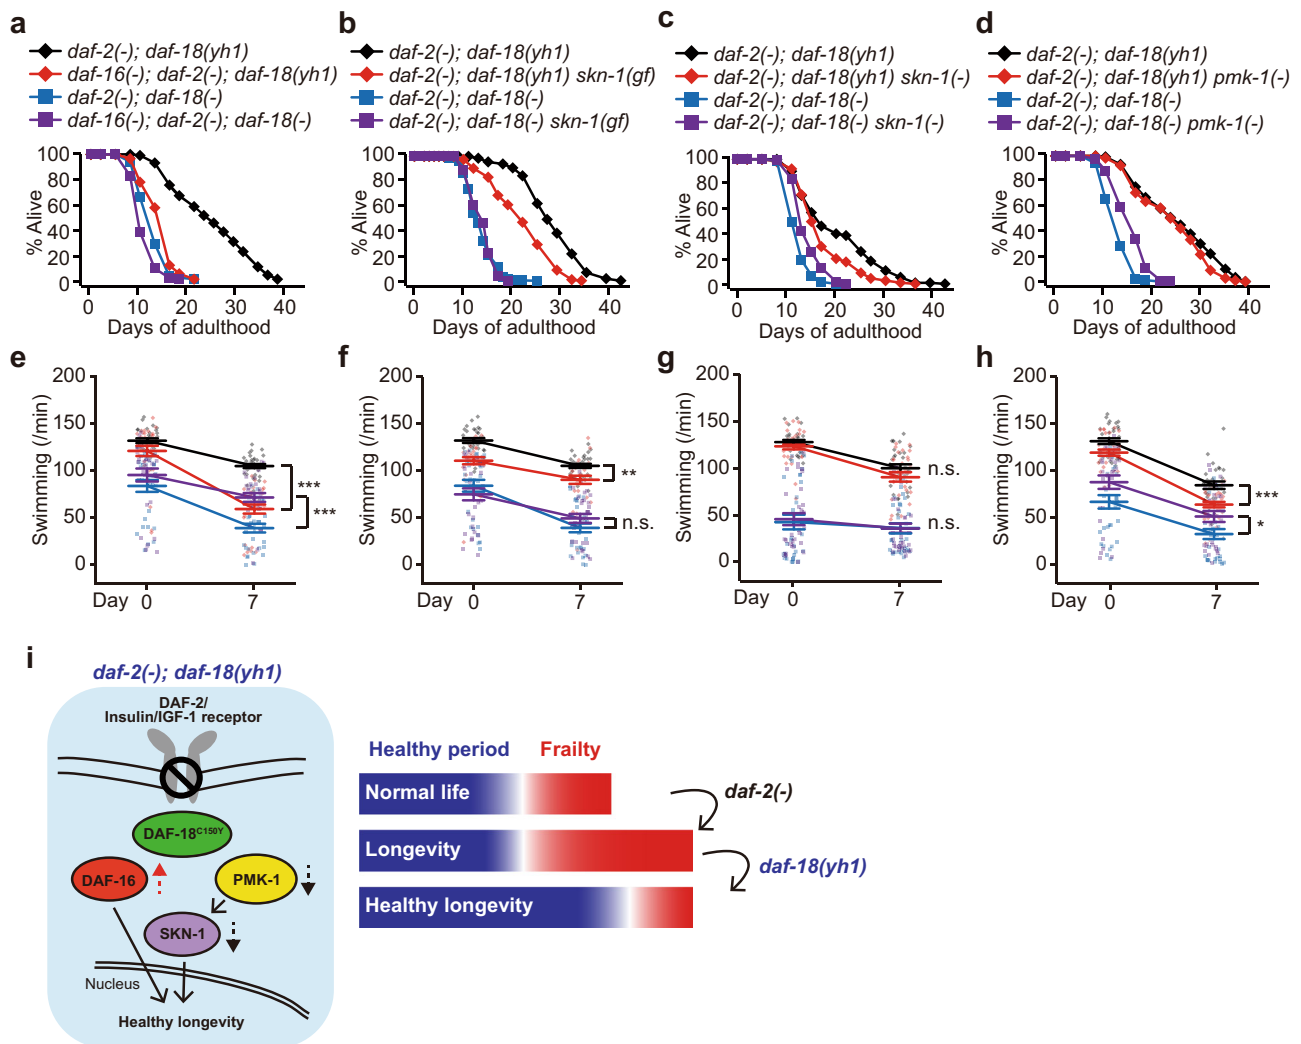 a
daf-2(-); daf-18(yh1)
daf-16(-); daf-2(-); daf-18(yh1)
daf-2(-); daf-18(-)
daf-16(-); daf-2(-); daf-18(-)
% Alive
100
80
60
40
20
0
0 10 20 30 40
Days of adulthood
b
daf-2(-); daf-18(yh1)
daf-2(-); daf-18(yh1) skn-1(gf)
daf-2(-); daf-18(-)
daf-2(-); daf-18(-) skn-1(gf)
% Alive
100
80
60
40
20
0
0 10 20 30 40
Days of adulthood
c
daf-2(-); daf-18(yh1)
daf-2(-); daf-18(yh1) skn-1(-)
daf-2(-); daf-18(-)
daf-2(-); daf-18(-) skn-1(-)
% Alive
100
80
60
40
20
0
0 10 20 30 40
Days of adulthood
d
daf-2(-); daf-18(yh1)
daf-2(-); daf-18(yh1) pmk-1(-)
daf-2(-); daf-18(-)
daf-2(-); daf-18(-) pmk-1(-)
% Alive
100
80
60
40
20
0
0 10 20 30 40
Days of adulthood
e
Swimming (/min)
200
150
100
50
0
***
***
Day 0 7
f
Swimming (/min)
200
150
100
50
0
**
n.s.
Day 0 7
g
Swimming (/min)
200
150
100
50
0
n.s.
n.s.
Day 0 7
h
Swimming (/min)
200
150
100
50
0
***
*
Day 0 7
i
daf-2(-); daf-18(yh1)
DAF-2/
Insulin/IGF-1 receptor
DAF-18C150Y
DAF-16
PMK-1
SKN-1
Nucleus
Healthy longevity
Healthy period Frailty
Normal life
daf-2(-)
Longevity
daf-18(yh1)
Healthy longevity